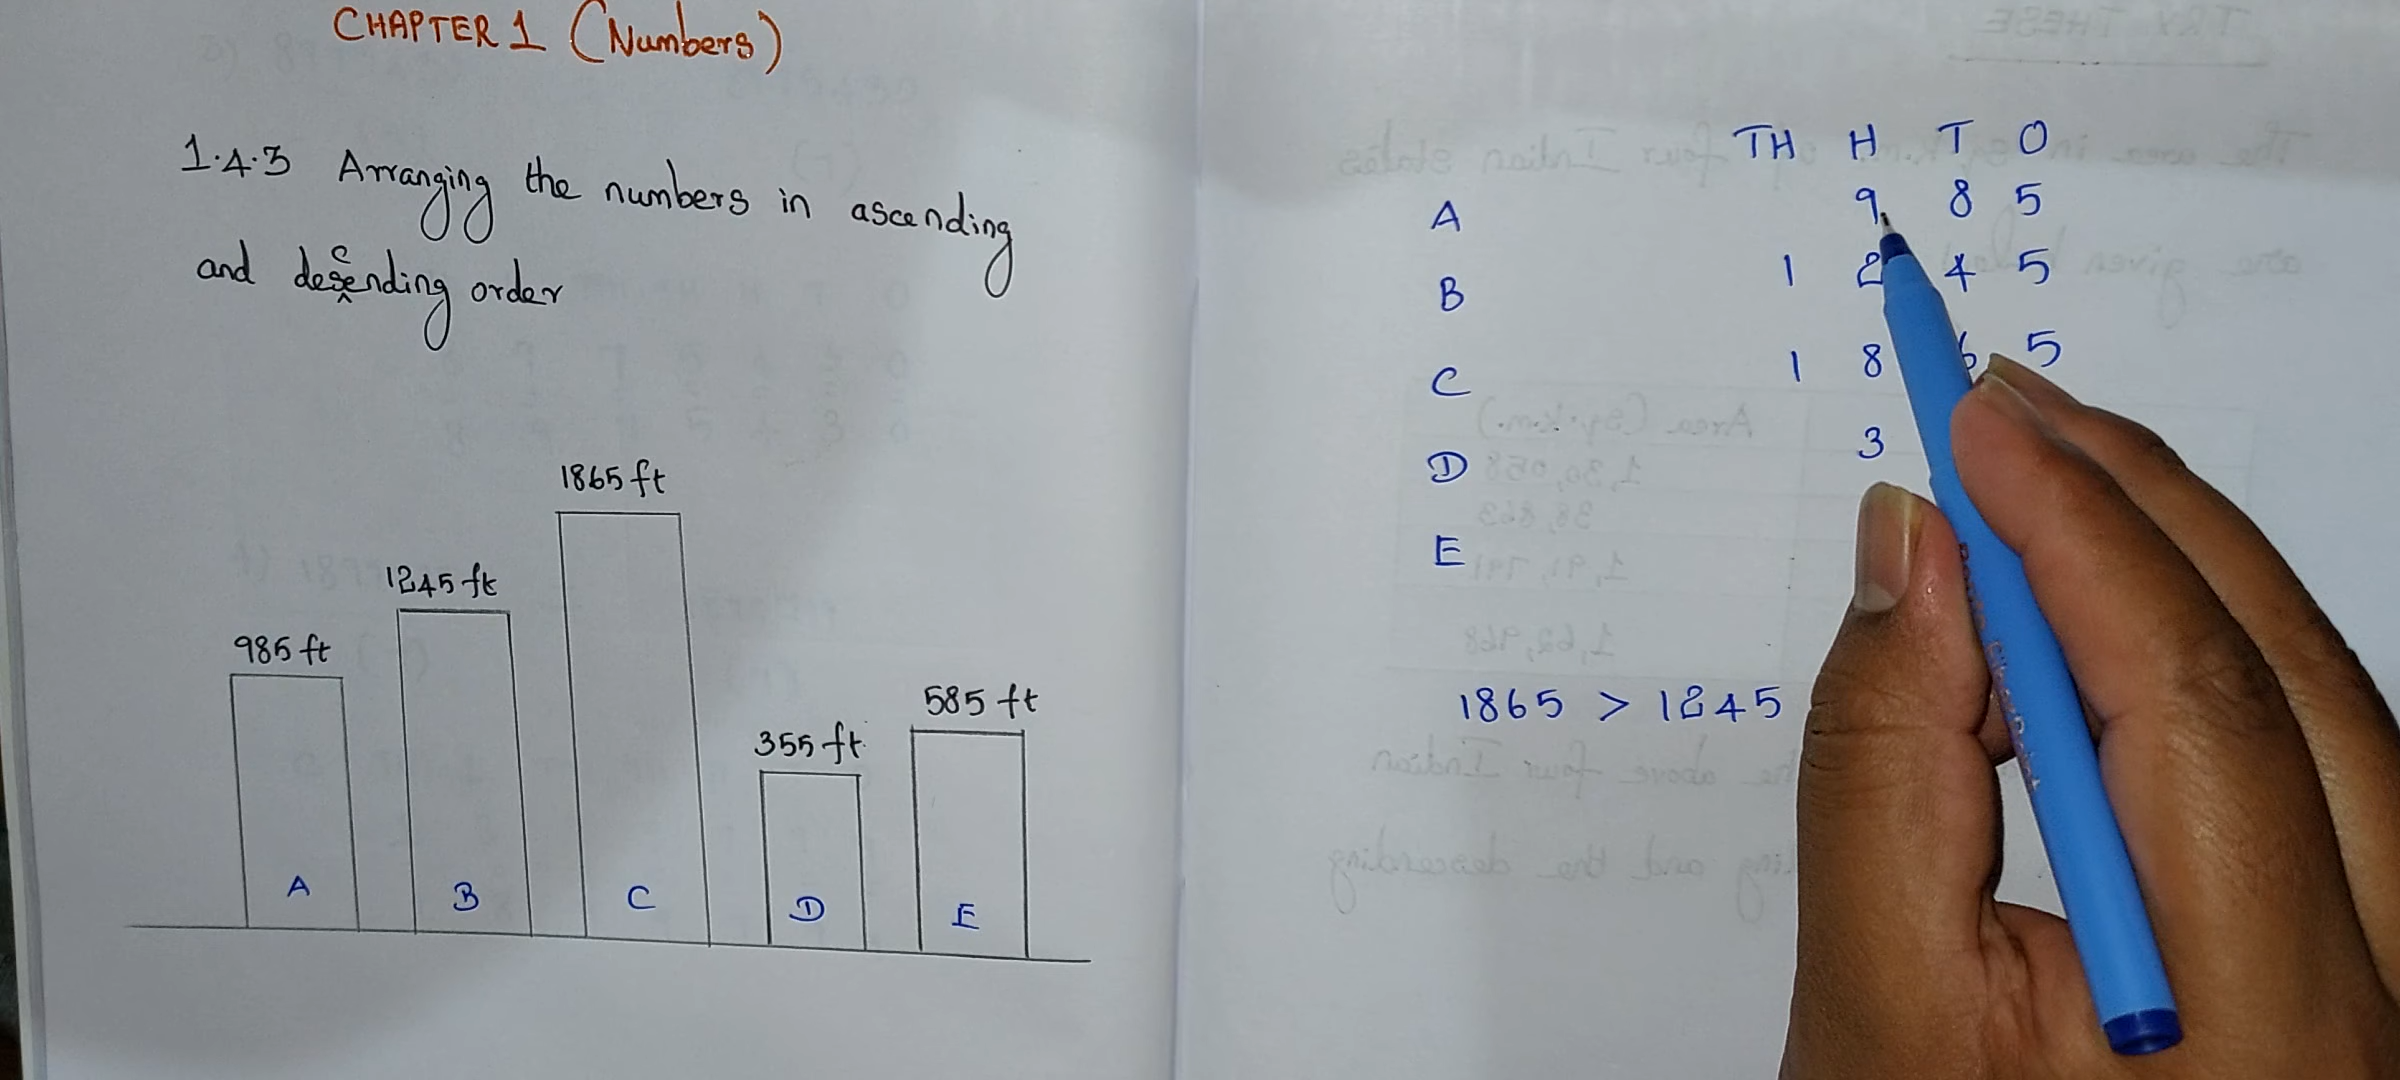 CHAPTER 1 (Numbers)
1.4.3 Arranging the numbers in ascending
and descending order
1865 ft
1245 ft
985 ft
585 ft
355 ft
A B C D E
TH H T O
A 9 8 5
B 1 2 4 5
C 1 8 6 5
D 3
E
1865 > 1245